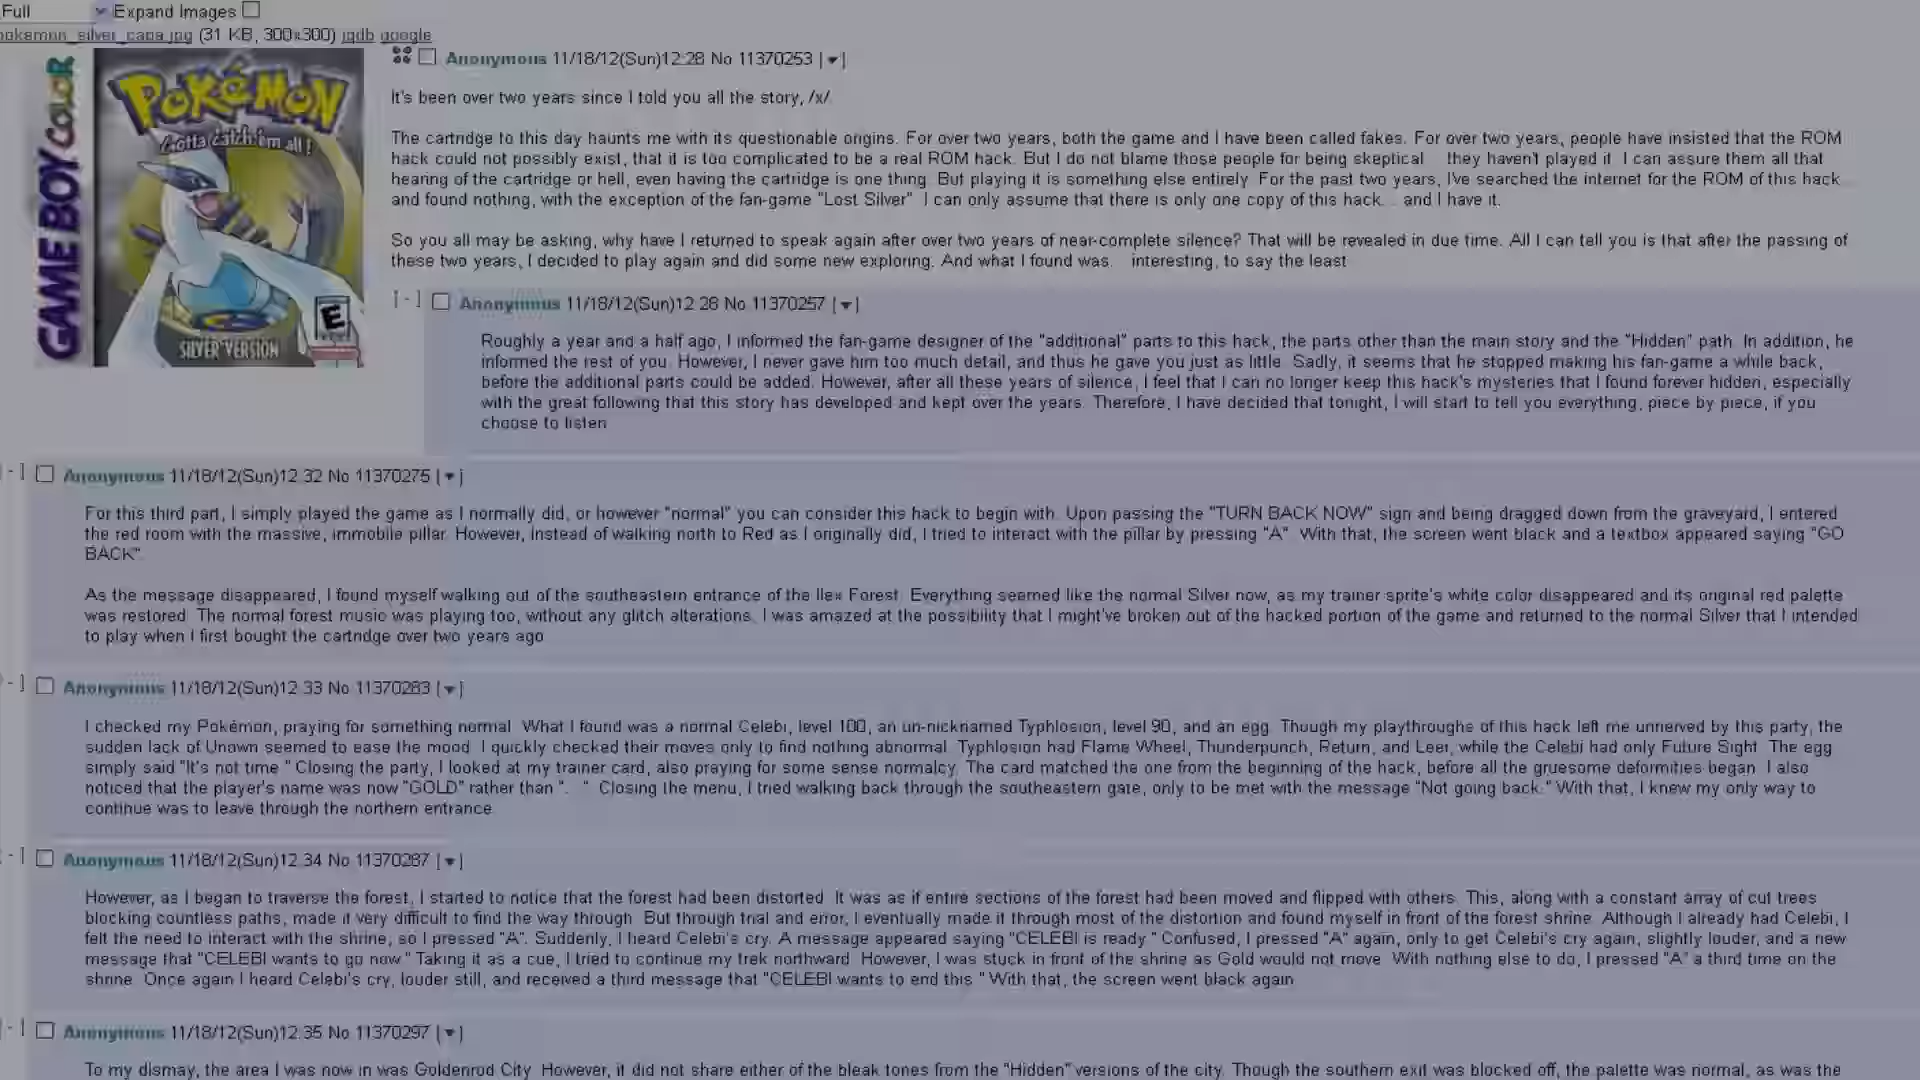 Full Expand Images
pokemon_silver_capa.jpg (31 KB, 300x300) iqdb google
GAME BOY COLOR
POKéMON
Gotta catch 'em all!
E
SILVER VERSION
Anonymous 11/18/12(Sun)12:28 No 11370253 [▼]
It's been over two years since I told you all the story, /x/.
The cartridge to this day haunts me with its questionable origins. For over two years, both the game and I have been called fakes. For over two years, people have insisted that the ROM
hack could not possibly exist, that it is too complicated to be a real ROM hack. But I do not blame those people for being skeptical... they haven't played it. I can assure them all that
hearing of the cartridge or hell, even having the cartridge is one thing. But playing it is something else entirely. For the past two years, I've searched the internet for the ROM of this hack...
and found nothing, with the exception of the fan-game "Lost Silver". I can only assume that there is only one copy of this hack... and I have it.
So you all may be asking, why have I returned to speak again after over two years of near-complete silence? That will be revealed in due time. All I can tell you is that after the passing of
these two years, I decided to play again and did some new exploring. And what I found was... interesting, to say the least
[-] Anonymous 11/18/12(Sun)12:28 No 11370257 [▼]
Roughly a year and a half ago, I informed the fan-game designer of the "additional" parts to this hack, the parts other than the main story and the "Hidden" path. In addition, he
informed the rest of you. However, I never gave him too much detail, and thus he gave you just as little. Sadly, it seems that he stopped making his fan-game a while back,
before the additional parts could be added. However, after all these years of silence, I feel that I can no longer keep this hack's mysteries that I found forever hidden, especially
with the great following that this story has developed and kept over the years. Therefore, I have decided that tonight, I will start to tell you everything, piece by piece, if you
choose to listen
[-] Anonymous 11/18/12(Sun)12:32 No 11370275 [▼]
For this third part, I simply played the game as I normally did, or however "normal" you can consider this hack to begin with. Upon passing the "TURN BACK NOW" sign and being dragged down from the graveyard, I entered
the red room with the massive, immobile pillar. However, instead of walking north to Red as I originally did, I tried to interact with the pillar by pressing "A". With that, the screen went black and a textbox appeared saying "GO
BACK".
As the message disappeared, I found myself walking out of the southeastern entrance of the Ilex Forest. Everything seemed like the normal Silver now, as my trainer sprite's white color disappeared and its original red palette
was restored. The normal forest music was playing too, without any glitch alterations. I was amazed at the possibility that I might've broken out of the hacked portion of the game and returned to the normal Silver that I intended
to play when I first bought the cartridge over two years ago
[-] Anonymous 11/18/12(Sun)12:33 No 11370283 [▼]
I checked my Pokémon, praying for something normal. What I found was a normal Celebi, level 100, an un-nicknamed Typhlosion, level 90, and an egg. Though my playthroughs of this hack left me unnerved by this party, the
sudden lack of Unown seemed to ease the mood. I quickly checked their moves only to find nothing abnormal. Typhlosion had Flame Wheel, Thunderpunch, Return, and Leer, while the Celebi had only Future Sight. The egg
simply said "It's not time." Closing the party, I looked at my trainer card, also praying for some sense normalcy. The card matched the one from the beginning of the hack, before all the gruesome deformities began. I also
noticed that the player's name was now "GOLD" rather than "...". Closing the menu, I tried walking back through the southeastern gate, only to be met with the message "Not going back." With that, I knew my only way to
continue was to leave through the northern entrance
[-] Anonymous 11/18/12(Sun)12:34 No 11370287 [▼]
However, as I began to traverse the forest, I started to notice that the forest had been distorted. It was as if entire sections of the forest had been moved and flipped with others. This, along with a constant array of cut trees
blocking countless paths, made it very difficult to find the way through. But through trial and error, I eventually made it through most of the distortion and found myself in front of the forest shrine. Although I already had Celebi, I
felt the need to interact with the shrine, so I pressed "A". Suddenly, I heard Celebi's cry. A message appeared saying "CELEBI is ready." Confused, I pressed "A" again, only to get Celebi's cry again, slightly louder, and a new
message that "CELEBI wants to go now." Taking it as a cue, I tried to continue my trek northward. However, I was stuck in front of the shrine as Gold would not move. With nothing else to do, I pressed "A" a third time on the
shrine. Once again I heard Celebi's cry, louder still, and received a third message that "CELEBI wants to end this." With that, the screen went black again
[-] Anonymous 11/18/12(Sun)12:35 No 11370297 [▼]
To my dismay, the area I was now in was Goldenrod City. However, it did not share either of the bleak tones from the "Hidden" versions of the city. Though the southern exit was blocked off, the palette was normal, as was the